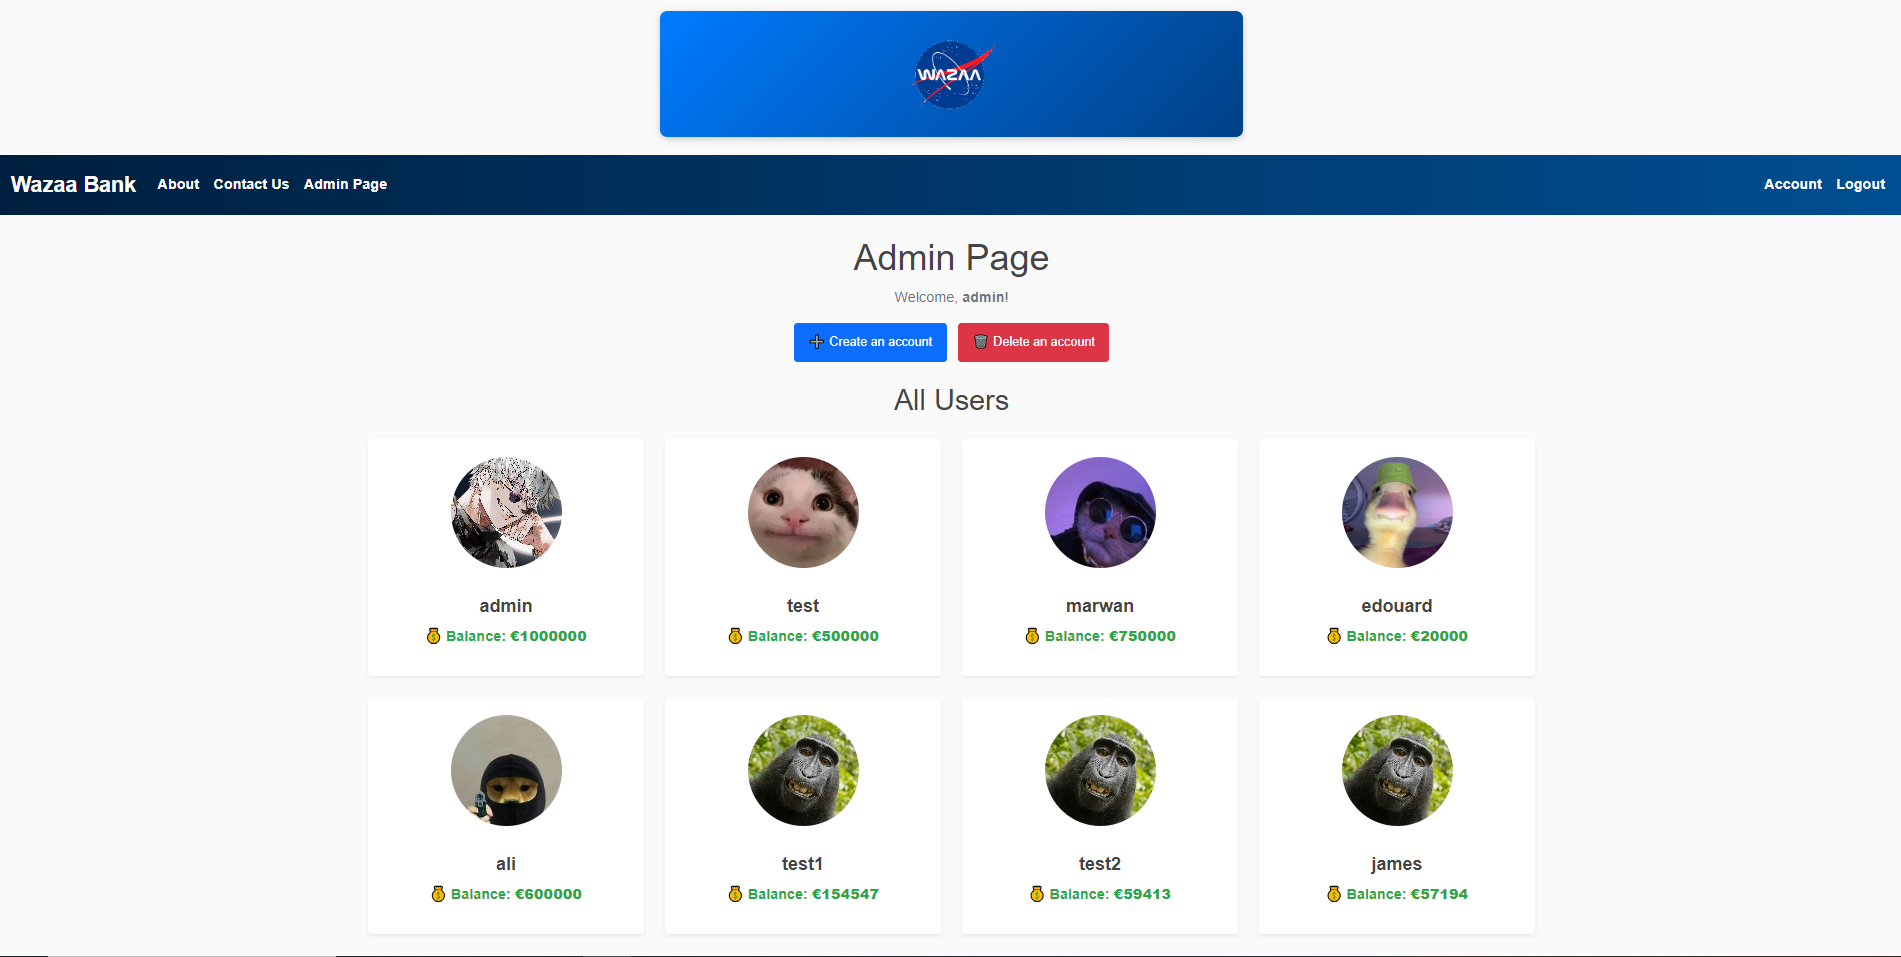 WAZAA
Wazaa Bank About Contact Us Admin Page Account Logout
Admin Page
Welcome, admin!
Create an account Delete an account
All Users
admin
Balance: €1000000
test
Balance: €500000
marwan
Balance: €750000
edouard
Balance: €20000
ali
Balance: €600000
test1
Balance: €154547
test2
Balance: €59413
james
Balance: €57194